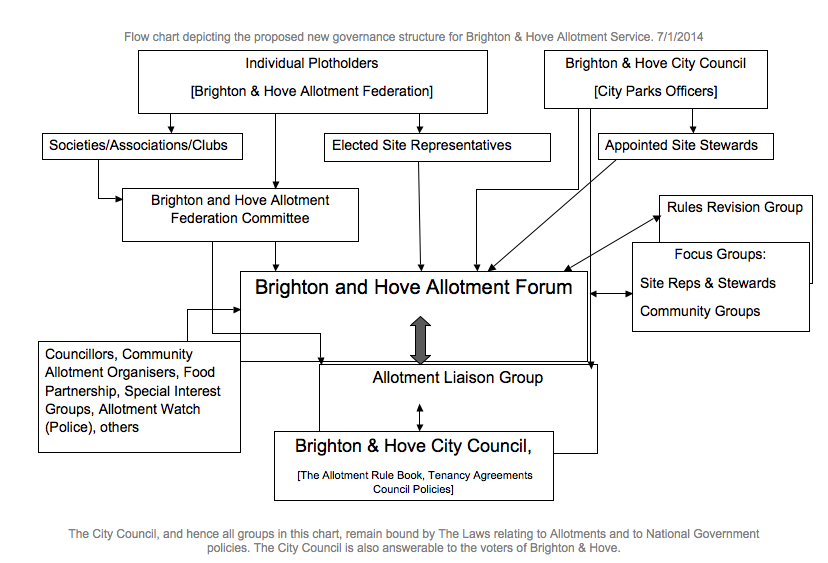 Flow chart depicting the proposed new governance structure for Brighton & Hove Allotment Service. 7/1/2014
Individual Plotholders
[Brighton & Hove Allotment Federation]
Brighton & Hove City Council
[City Parks Officers]
Societies/Associations/Clubs
Elected Site Representatives
Appointed Site Stewards
Brighton and Hove Allotment
Federation Committee
Rules Revision Group
Focus Groups:
Site Reps & Stewards
Community Groups
Brighton and Hove Allotment Forum
Councillors, Community
Allotment Organisers, Food
Partnership, Special Interest
Groups, Allotment Watch
(Police), others
Allotment Liaison Group
Brighton & Hove City Council,
[The Allotment Rule Book, Tenancy Agreements
Council Policies]
The City Council, and hence all groups in this chart, remain bound by The Laws relating to Allotments and to National Government
policies. The City Council is also answerable to the voters of Brighton & Hove.